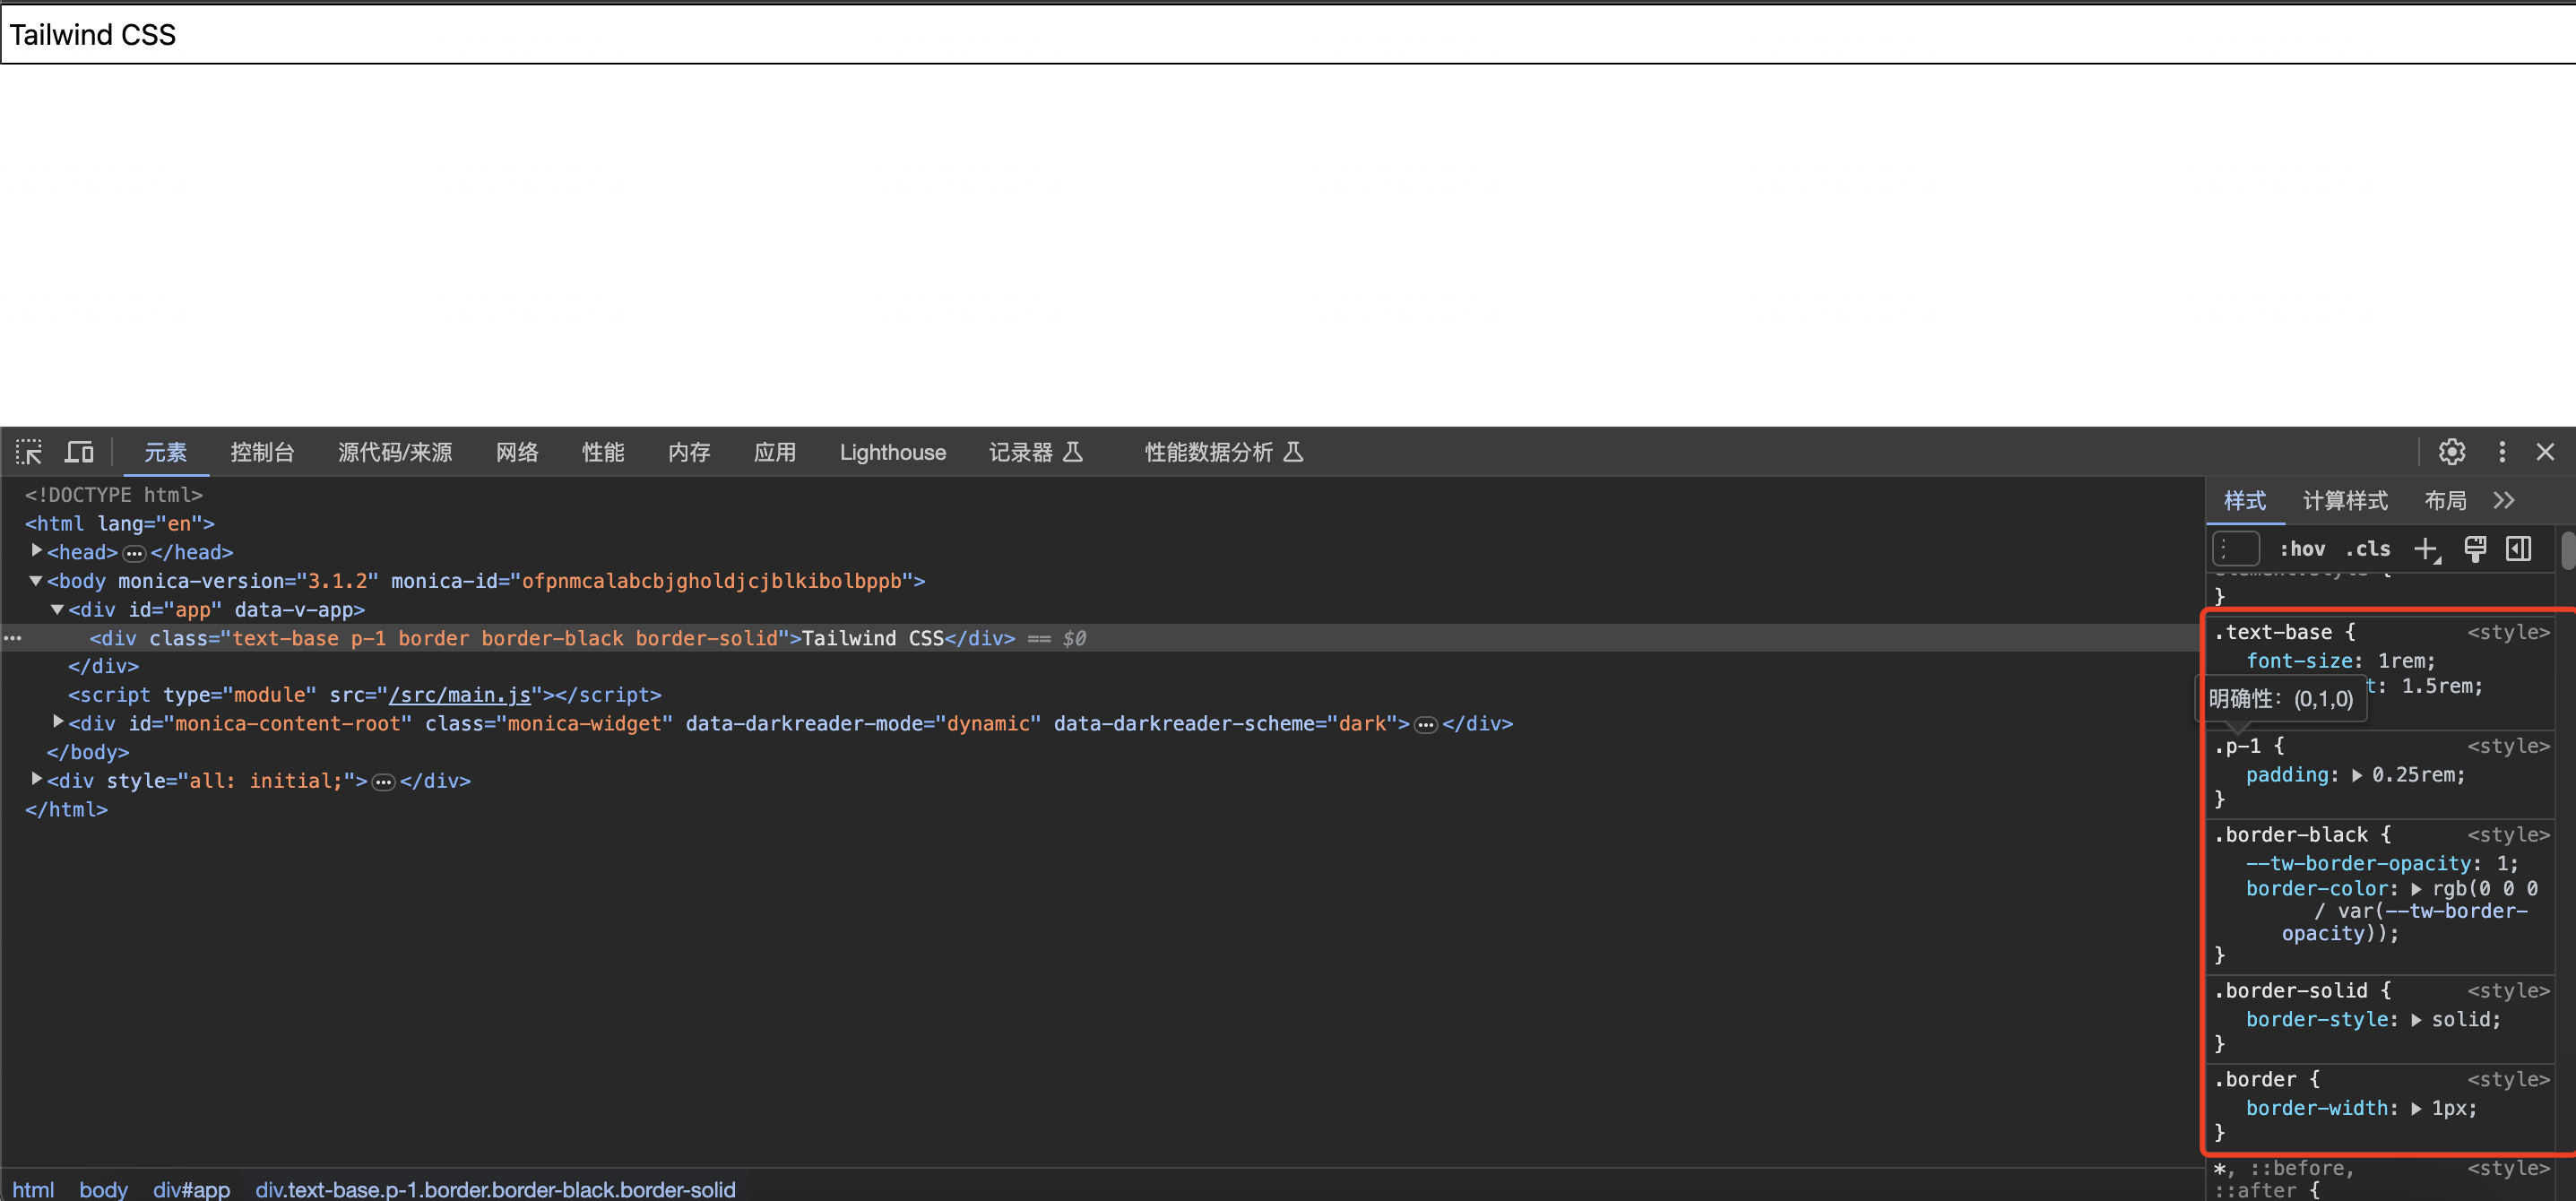 Tailwind CSS
元素 控制台 源代码/来源 网络 性能 内存 应用 Lighthouse 记录器 性能数据分析
<!DOCTYPE html>
<html lang="en">
<head>…</head>
<body monica-version="3.1.2" monica-id="ofpnmcalabcbjgholdjcjblkibolbppb">
<div id="app" data-v-app>
<div class="text-base p-1 border border-black border-solid">Tailwind CSS</div> == $0
</div>
<script type="module" src="/src/main.js"></script>
<div id="monica-content-root" class="monica-widget" data-darkreader-mode="dynamic" data-darkreader-scheme="dark">…</div>
</body>
<div style="all: initial;">…</div>
</html>
html body div#app div.text-base.p-1.border.border-black.border-solid
样式 计算样式 布局
:hov .cls
}
.text-base { <style>
font-size: 1rem;
t: 1.5rem;
明确性: (0,1,0)
.p-1 { <style>
padding: 0.25rem;
}
.border-black { <style>
--tw-border-opacity: 1;
border-color: rgb(0 0 0
/ var(--tw-border-
opacity));
}
.border-solid { <style>
border-style: solid;
}
.border { <style>
border-width: 1px;
}
*, ::before, <style>
::after {